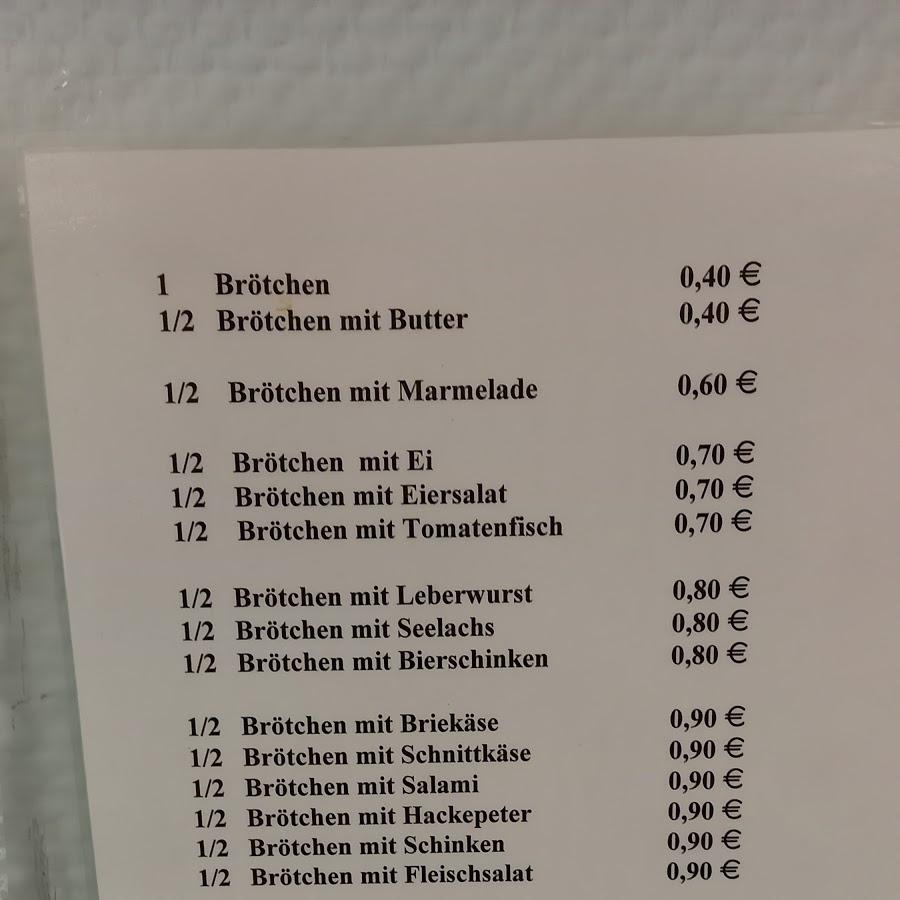 1 Brötchen 0,40 €
1/2 Brötchen mit Butter 0,40 €
1/2 Brötchen mit Marmelade 0,60 €
1/2 Brötchen mit Ei 0,70 €
1/2 Brötchen mit Eiersalat 0,70 €
1/2 Brötchen mit Tomatenfisch 0,70 €
1/2 Brötchen mit Leberwurst 0,80 €
1/2 Brötchen mit Seelachs 0,80 €
1/2 Brötchen mit Bierschinken 0,80 €
1/2 Brötchen mit Briekäse 0,90 €
1/2 Brötchen mit Schnittkäse 0,90 €
1/2 Brötchen mit Salami 0,90 €
1/2 Brötchen mit Hackepeter 0,90 €
1/2 Brötchen mit Schinken 0,90 €
1/2 Brötchen mit Fleischsalat 0,90 €